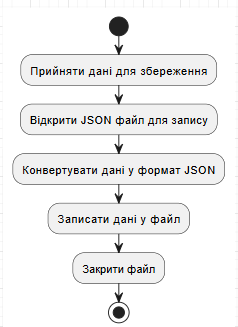 Прийняти дані для збереження
Відкрити JSON файл для запису
Конвертувати дані у формат JSON
Записати дані у файл
Закрити файл